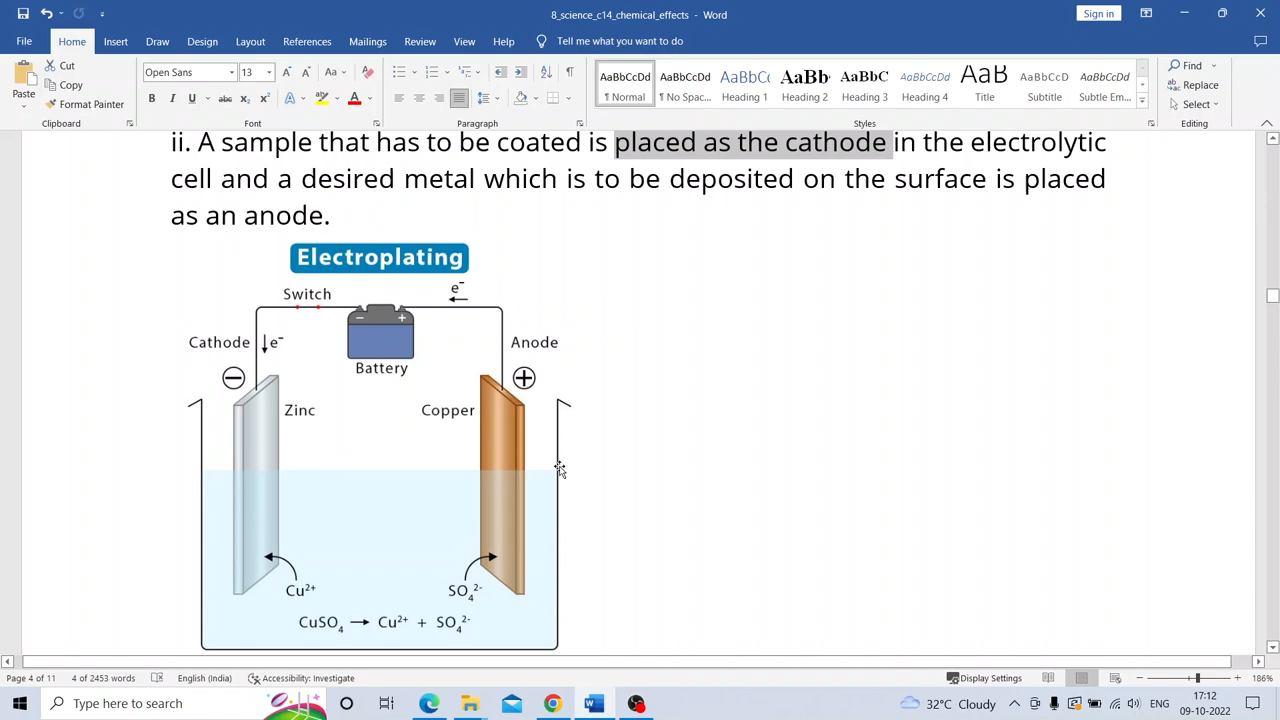 8_science_c14_chemical_effects - Word
Sign in
File Home Insert Draw Design Layout References Mailings Review View Help Tell me what you want to do
Paste
Cut
Copy
Format Painter
Clipboard
Open Sans 13
Font
Paragraph
AaBbCcDd AaBbCcDd AaBbCc AaBb AaBbC AaBbCcDd AaB AaBbCcD AaBbCcDd
¶ Normal ¶ No Spac... Heading 1 Heading 2 Heading 3 Heading 4 Title Subtitle Subtle Em...
Styles
Find
Replace
Select
Editing
ii. A sample that has to be coated is placed as the cathode in the electrolytic
cell and a desired metal which is to be deposited on the surface is placed
as an anode.
Electroplating
Switch
e⁻
Cathode
e⁻
Anode
− +
Battery
Zinc
Copper
Cu²⁺
SO₄²⁻
CuSO₄ → Cu²⁺ + SO₄²⁻
Page 4 of 11 4 of 2453 words English (India) Accessibility: Investigate Display Settings 186%
Type here to search
32°C Cloudy
ENG
17:12
09-10-2022